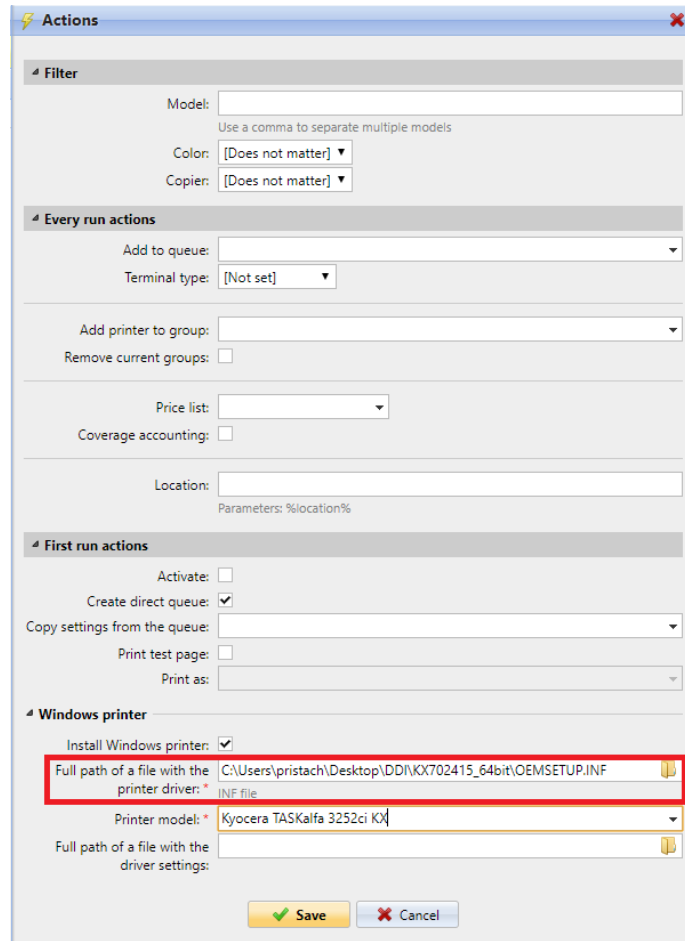 Actions
Filter
Model:
Use a comma to separate multiple models
Color: [Does not matter]
Copier: [Does not matter]
Every run actions
Add to queue:
Terminal type: [Not set]
Add printer to group:
Remove current groups:
Price list:
Coverage accounting:
Location:
Parameters: %location%
First run actions
Activate:
Create direct queue:
Copy settings from the queue:
Print test page:
Print as:
Windows printer
Install Windows printer:
Full path of a file with the C:\Users\pristach\Desktop\DDI\KX702415_64bit\OEMSETUP.INF
printer driver: * INF file
Printer model: * Kyocera TASKalfa 3252ci KX
Full path of a file with the
driver settings:
Save Cancel